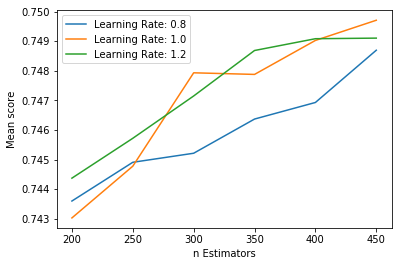 0.750
0.749
0.748
0.747
0.746
0.745
0.744
0.743
Mean score
Learning Rate: 0.8
Learning Rate: 1.0
Learning Rate: 1.2
200 250 300 350 400 450
n Estimators